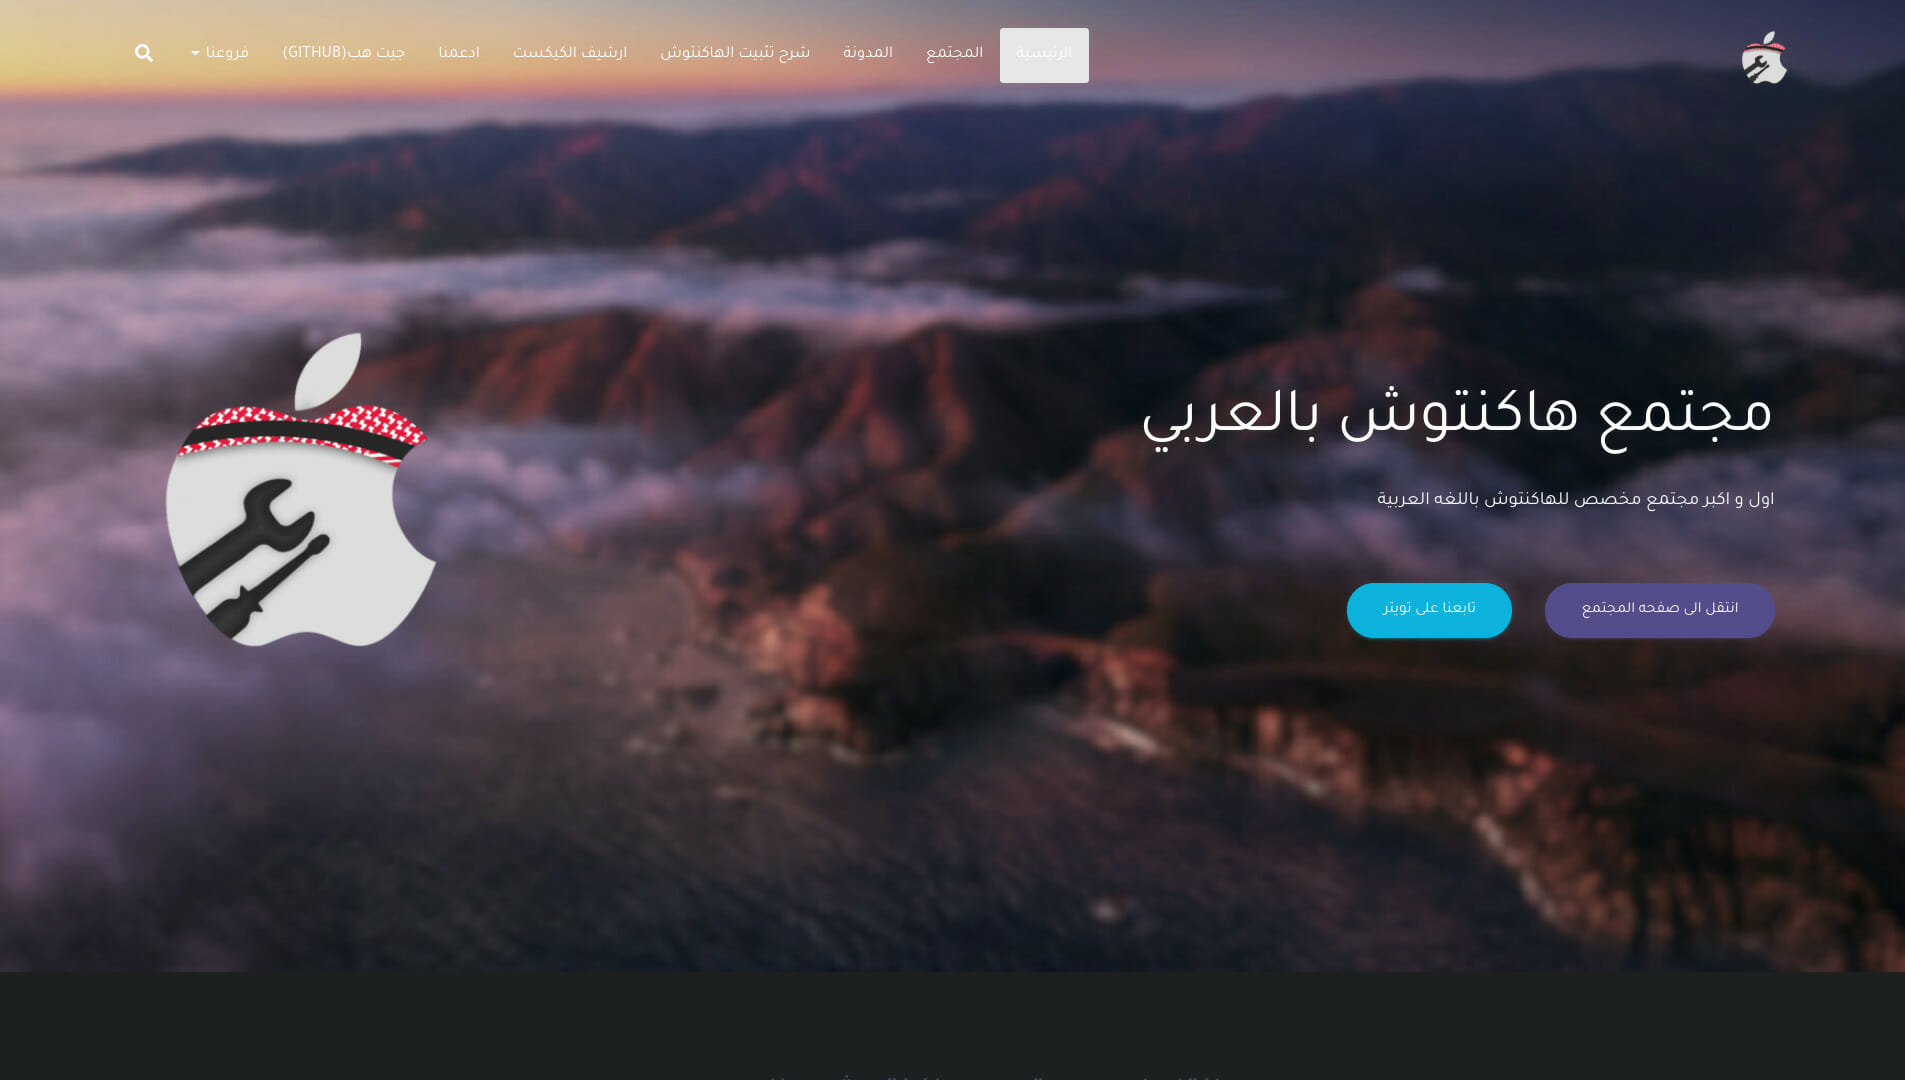 الرئيسية
المجتمع
المدونة
شرح تثبيت الهاكنتوش
ارشيف الكيكست
ادعمنا
جيت هب(GITHUB)
فروعنا
مجتمع هاكنتوش بالعربي
اول و اكبر مجتمع مخصص للهاكنتوش باللغه العربية
انتقل الى صفحه المجتمع
تابعنا على تويتر